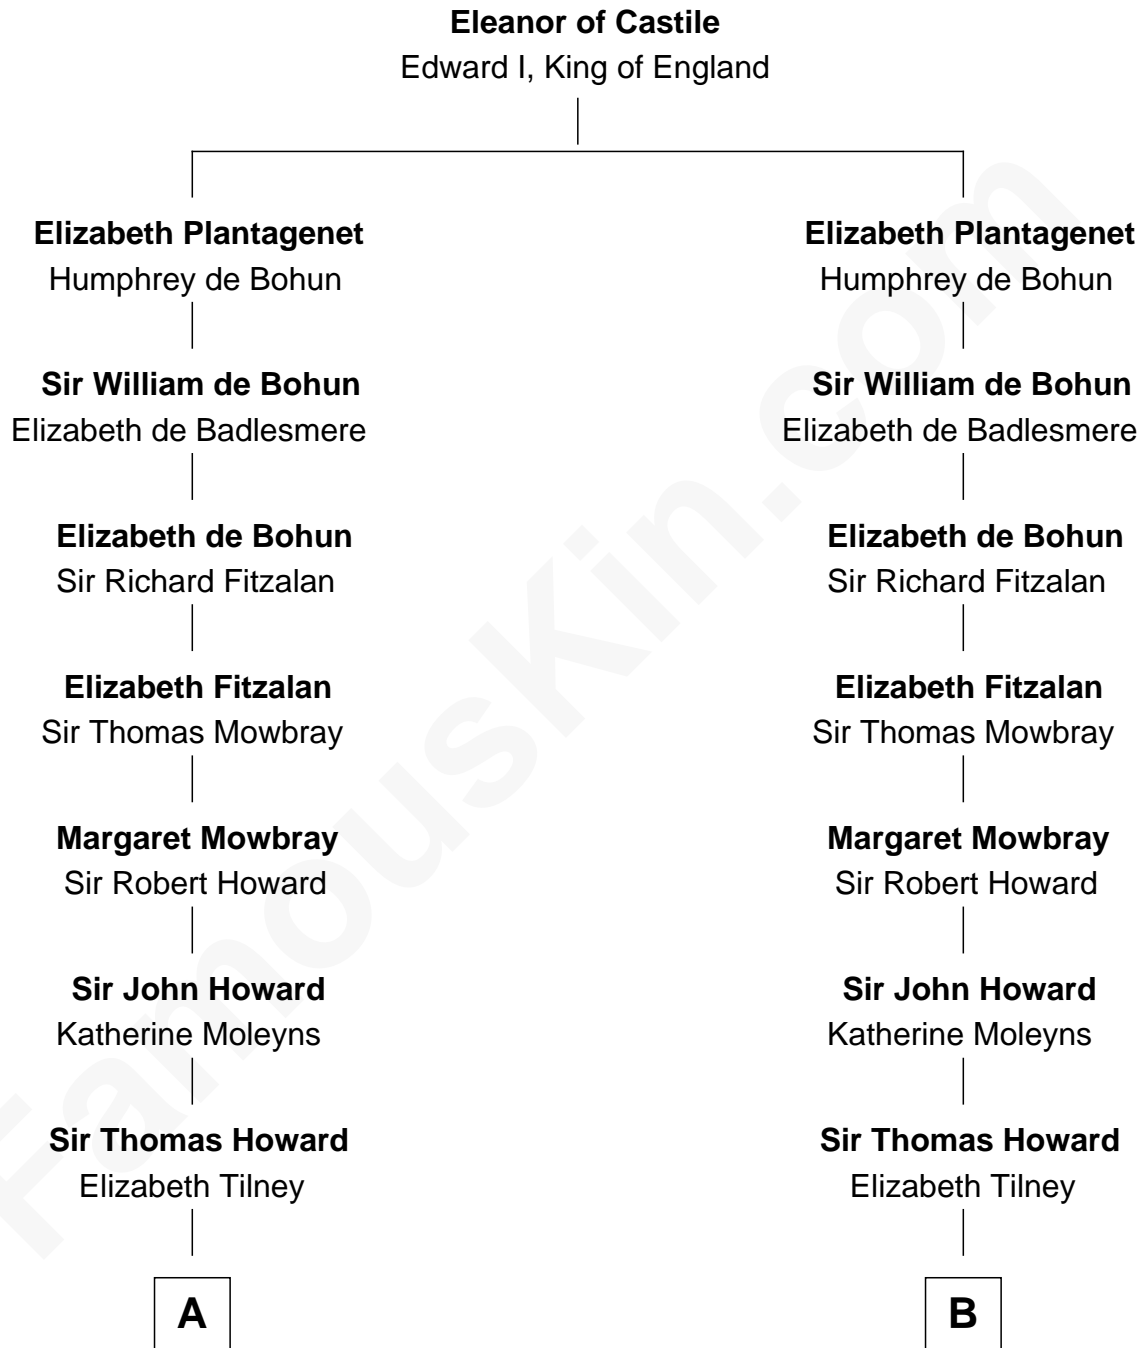 Eleanor of Castile
Edward I, King of England
Elizabeth Plantagenet
Humphrey de Bohun
Sir William de Bohun
Elizabeth de Badlesmere
Elizabeth de Bohun
Sir Richard Fitzalan
Elizabeth Fitzalan
Sir Thomas Mowbray
Margaret Mowbray
Sir Robert Howard
Sir John Howard
Katherine Moleyns
Sir Thomas Howard
Elizabeth Tilney
A
Elizabeth Plantagenet
Humphrey de Bohun
Sir William de Bohun
Elizabeth de Badlesmere
Elizabeth de Bohun
Sir Richard Fitzalan
Elizabeth Fitzalan
Sir Thomas Mowbray
Margaret Mowbray
Sir Robert Howard
Sir John Howard
Katherine Moleyns
Sir Thomas Howard
Elizabeth Tilney
B
FamousKin.com